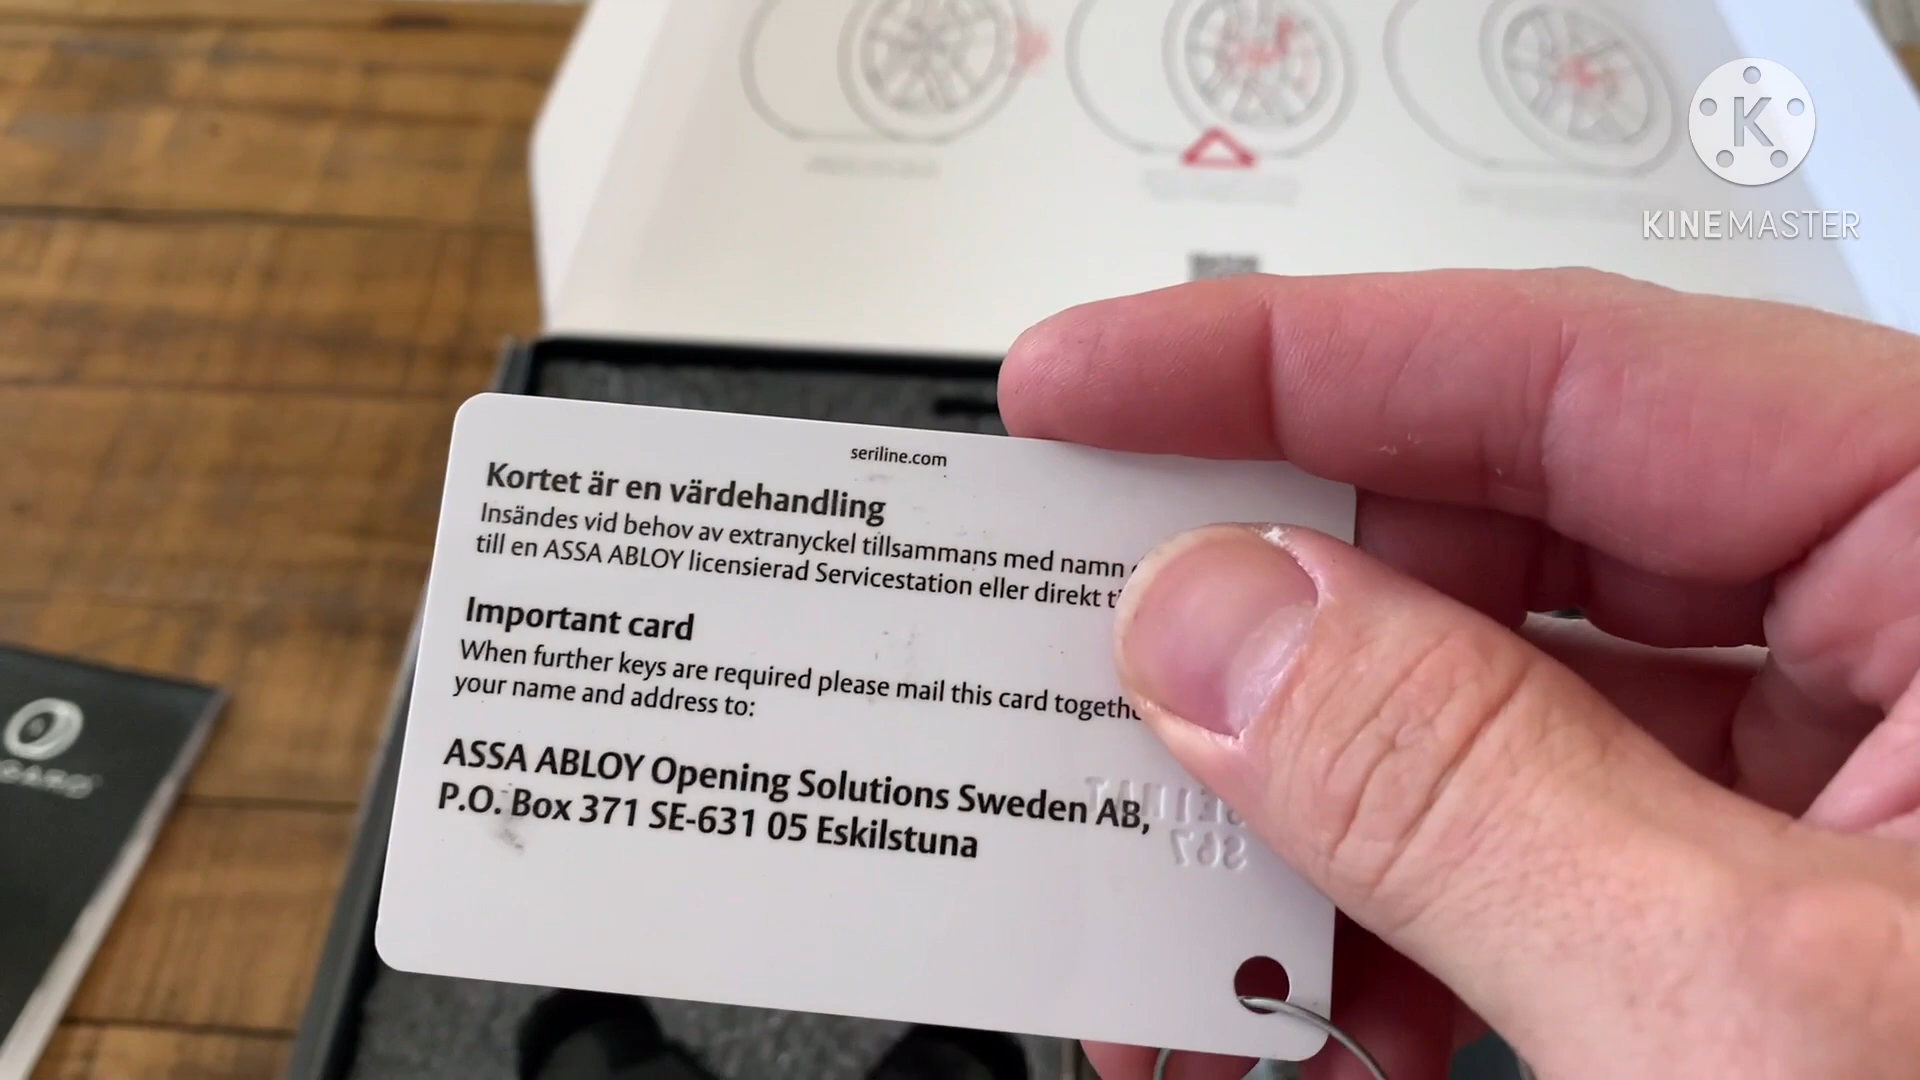 KINEMASTER
seriline.com
Kortet är en värdehandling
Insändes vid behov av extranyckel tillsammans med namn
till en ASSA ABLOY licensierad Servicestation eller direkt
Important card
When further keys are required please mail this card
your name and address to:
ASSA ABLOY Opening Solutions Sweden AB,
P.O. Box 371 SE-631 05 Eskilstuna